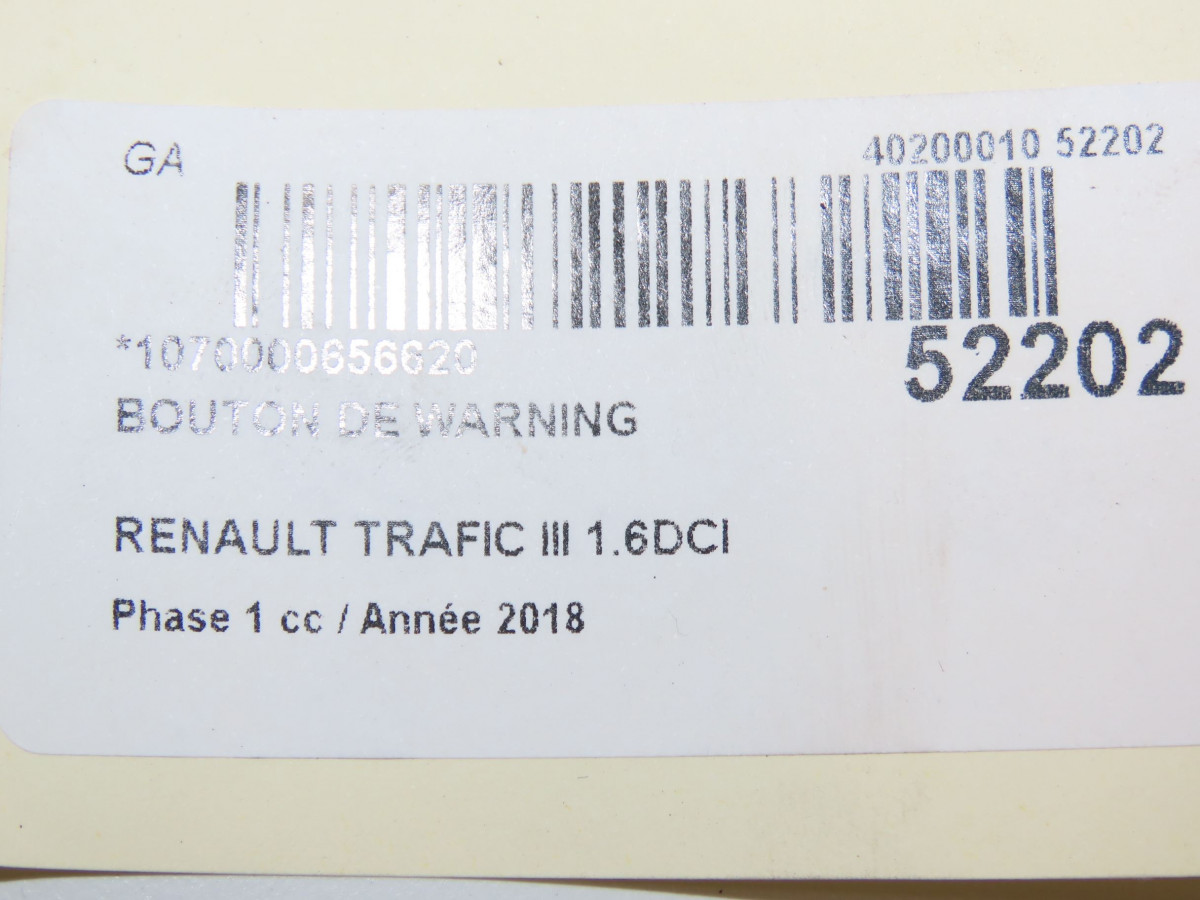 GA
40200010 52202
*1070000656620
52202
BOUTON DE WARNING
RENAULT TRAFIC III 1.6DCI
Phase 1 cc / Année 2018